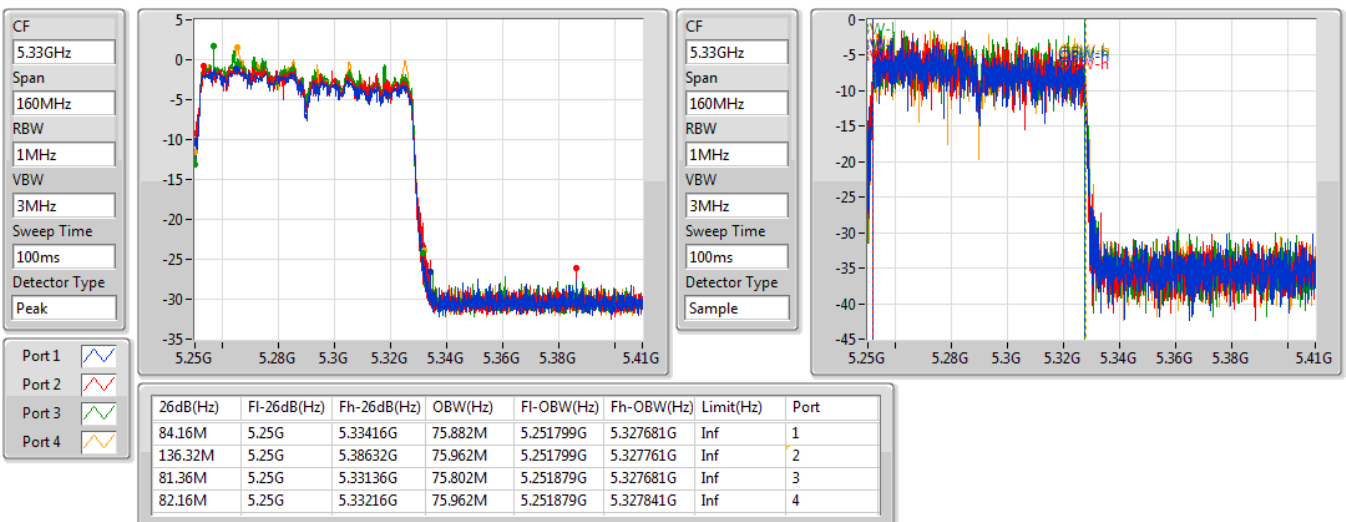 CF
5.33GHz
Span
160MHz
RBW
1MHz
VBW
3MHz
Sweep Time
100ms
Detector Type
Peak
Port 1
Port 2
Port 3
Port 4
5
0
-5
-10
-15
-20
-25
-30
-35
5.25G 5.28G 5.3G 5.32G 5.34G 5.36G 5.38G 5.41G
CF
5.33GHz
Span
160MHz
RBW
1MHz
VBW
3MHz
Sweep Time
100ms
Detector Type
Sample
0
-5
-10
-15
-20
-25
-30
-35
-40
-45
5.25G 5.28G 5.3G 5.32G 5.34G 5.36G 5.38G 5.41G
26dB(Hz) Fl-26dB(Hz) Fh-26dB(Hz) OBW(Hz) Fl-OBW(Hz) Fh-OBW(Hz) Limit(Hz) Port
84.16M 5.25G 5.33416G 75.882M 5.251799G 5.327681G Inf 1
136.32M 5.25G 5.38632G 75.962M 5.251799G 5.327761G Inf 2
81.36M 5.25G 5.33136G 75.802M 5.251879G 5.327681G Inf 3
82.16M 5.25G 5.33216G 75.962M 5.251879G 5.327841G Inf 4